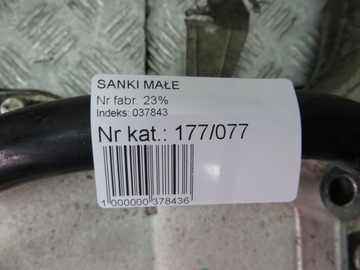 SANKI MAŁE
Nr fabr. 23%
Indeks: 037843
Nr kat.: 177/077
1 000000 378436